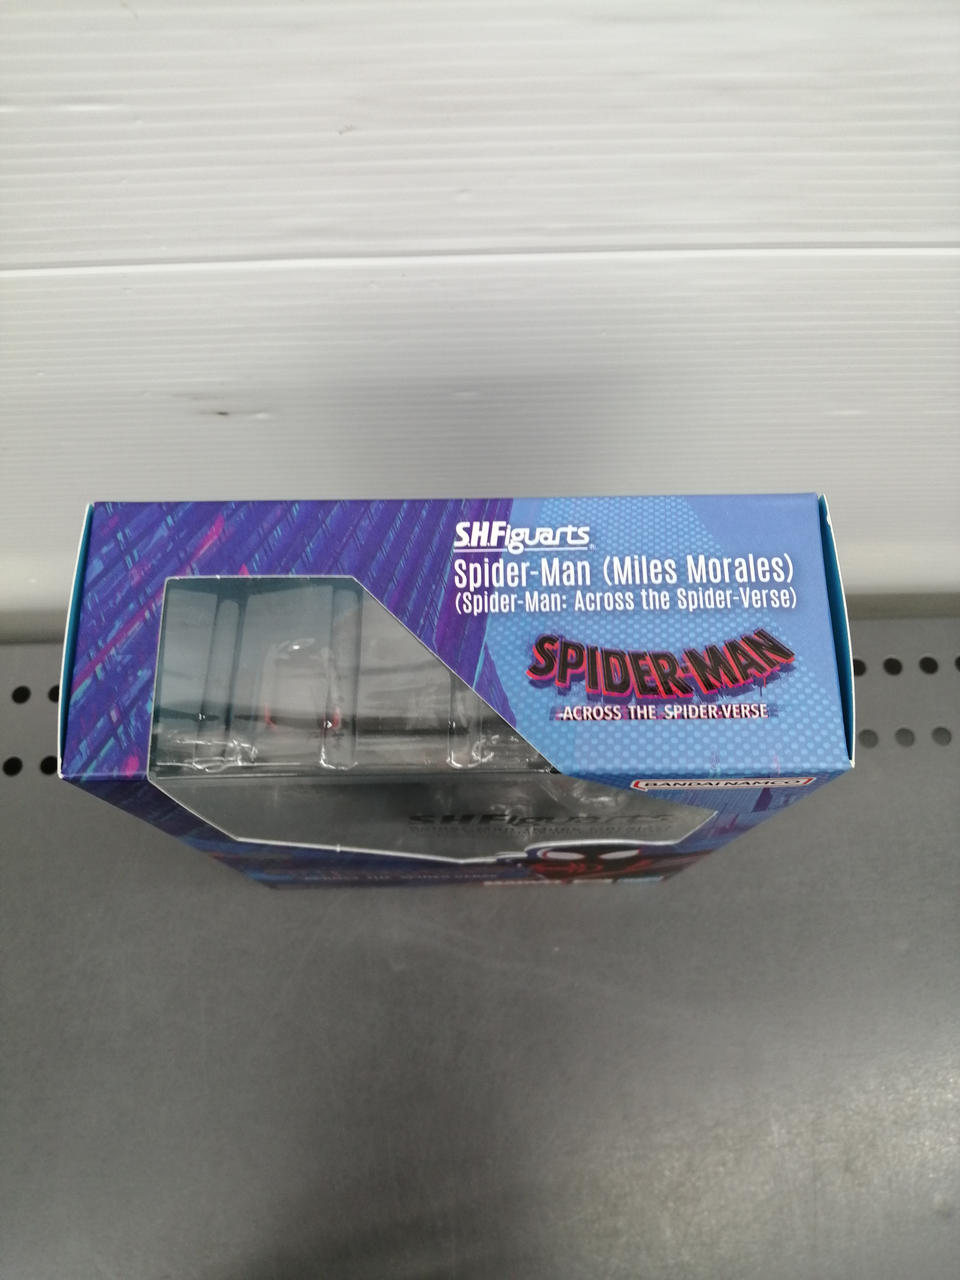 S.H.Figuarts
Spider-Man (Miles Morales)
(Spider-Man: Across the Spider-Verse)
SPIDER-MAN
ACROSS THE SPIDER-VERSE
BANDAI NAMCO
S.H.Figuarts